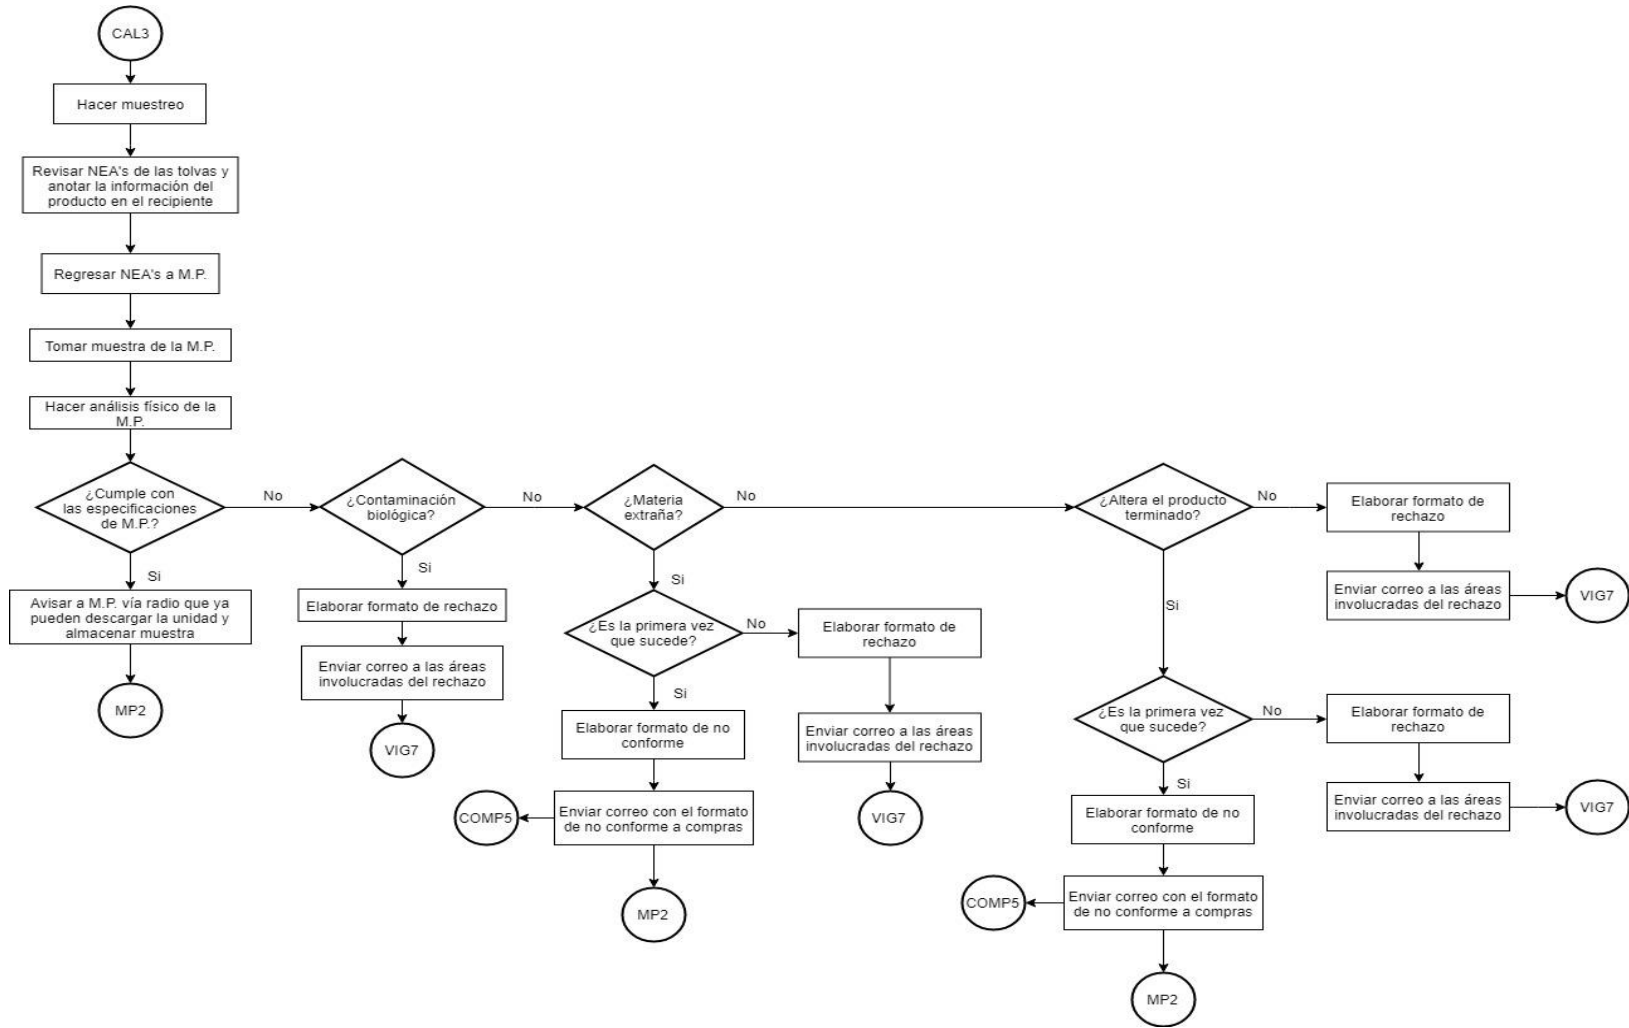 CAL3
Hacer muestreo
Revisar NEA's de las tolvas y
anotar la información del
producto en el recipiente
Regresar NEA's a M.P.
Tomar muestra de la M.P.
Hacer análisis físico de la
M.P.
¿Cumple con
las especificaciones
de M.P.?
No
Si
Avisar a M.P. vía radio que ya
pueden descargar la unidad y
almacenar muestra
MP2
¿Contaminación
biológica?
No
Si
Elaborar formato de rechazo
Enviar correo a las áreas
involucradas del rechazo
VIG7
¿Materia
extraña?
No
Si
¿Es la primera vez
que sucede?
No
Elaborar formato de
rechazo
Enviar correo a las áreas
involucradas del rechazo
VIG7
Si
Elaborar formato de no
conforme
Enviar correo con el formato
de no conforme a compras
COMP5
MP2
¿Altera el producto
terminado?
No
Elaborar formato de
rechazo
Enviar correo a las áreas
involucradas del rechazo
VIG7
Si
¿Es la primera vez
que sucede?
No
Elaborar formato de
rechazo
Enviar correo a las áreas
involucradas del rechazo
VIG7
Si
Elaborar formato de no
conforme
Enviar correo con el formato
de no conforme a compras
COMP5
MP2